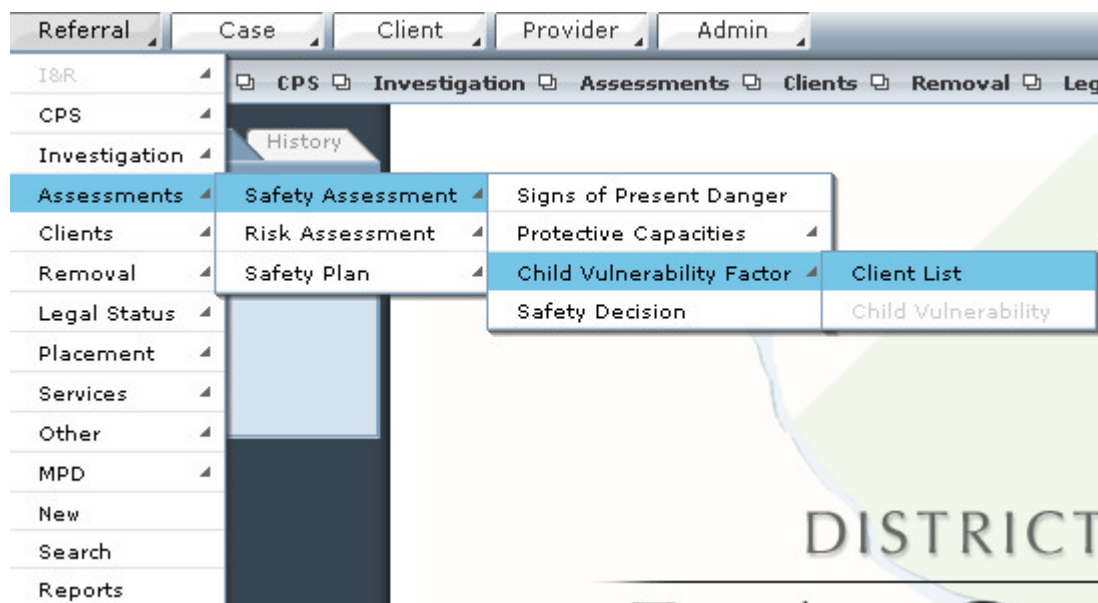 Referral Case Client Provider Admin
I&R
CPS Investigation Assessments Clients Removal
CPS
History
Investigation
Assessments Safety Assessment Signs of Present Danger
Clients Risk Assessment Protective Capacities
Removal Safety Plan Child Vulnerability Factor Client List
Legal Status Safety Decision Child Vulnerability
Placement
Services
Other
MPD
New
DISTRICT
Search
Reports